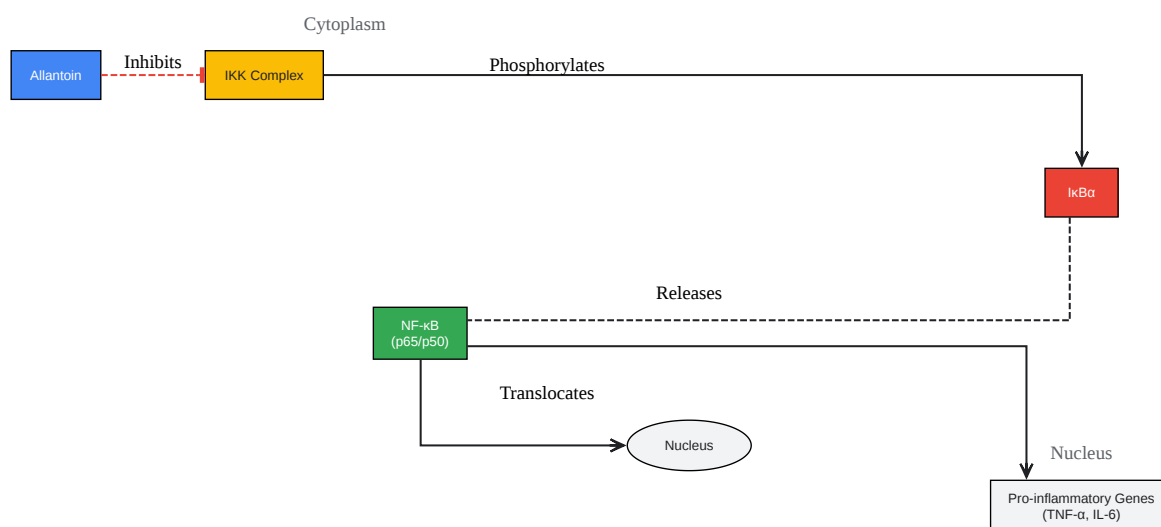 Cytoplasm
Allantoin
Inhibits
IKK Complex
Phosphorylates
IκBα
Releases
NF-κB
(p65/p50)
Translocates
Nucleus
Nucleus
Pro-inflammatory Genes
(TNF-α, IL-6)